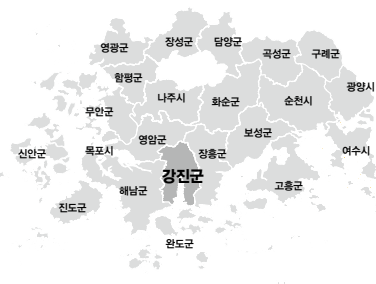 영광군
장성군
담양군
곡성군
구례군
함평군
나주시
화순군
순천시
광양시
무안군
영암군
보성군
신안군
목포시
장흥군
여수시
강진군
해남군
고흥군
진도군
완도군